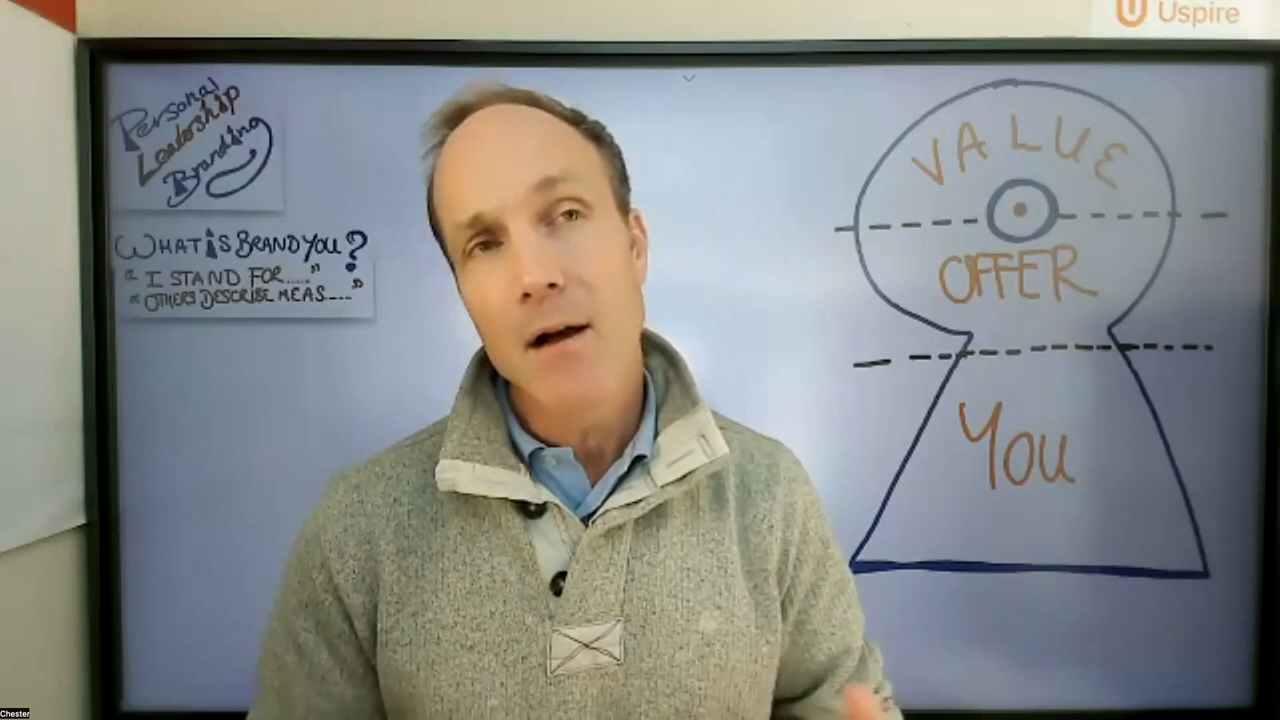 Uspire
Personal
Leadership
Branding
WHAT IS BRAND YOU?
"I STAND FOR....."
"OTHERS DESCRIBE ME AS....."
VALUE
OFFER
You
Chester